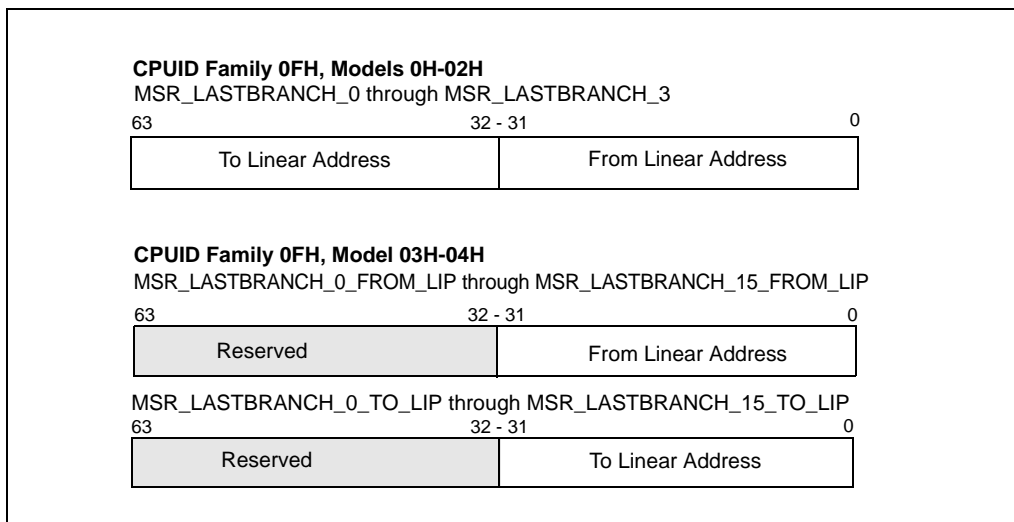 CPUID Family 0FH, Models 0H-02H
MSR_LASTBRANCH_0 through MSR_LASTBRANCH_3
63 32 - 31 0
To Linear Address From Linear Address
CPUID Family 0FH, Model 03H-04H
MSR_LASTBRANCH_0_FROM_LIP through MSR_LASTBRANCH_15_FROM_LIP
63 32 - 31 0
Reserved From Linear Address
MSR_LASTBRANCH_0_TO_LIP through MSR_LASTBRANCH_15_TO_LIP
63 32 - 31 0
Reserved To Linear Address